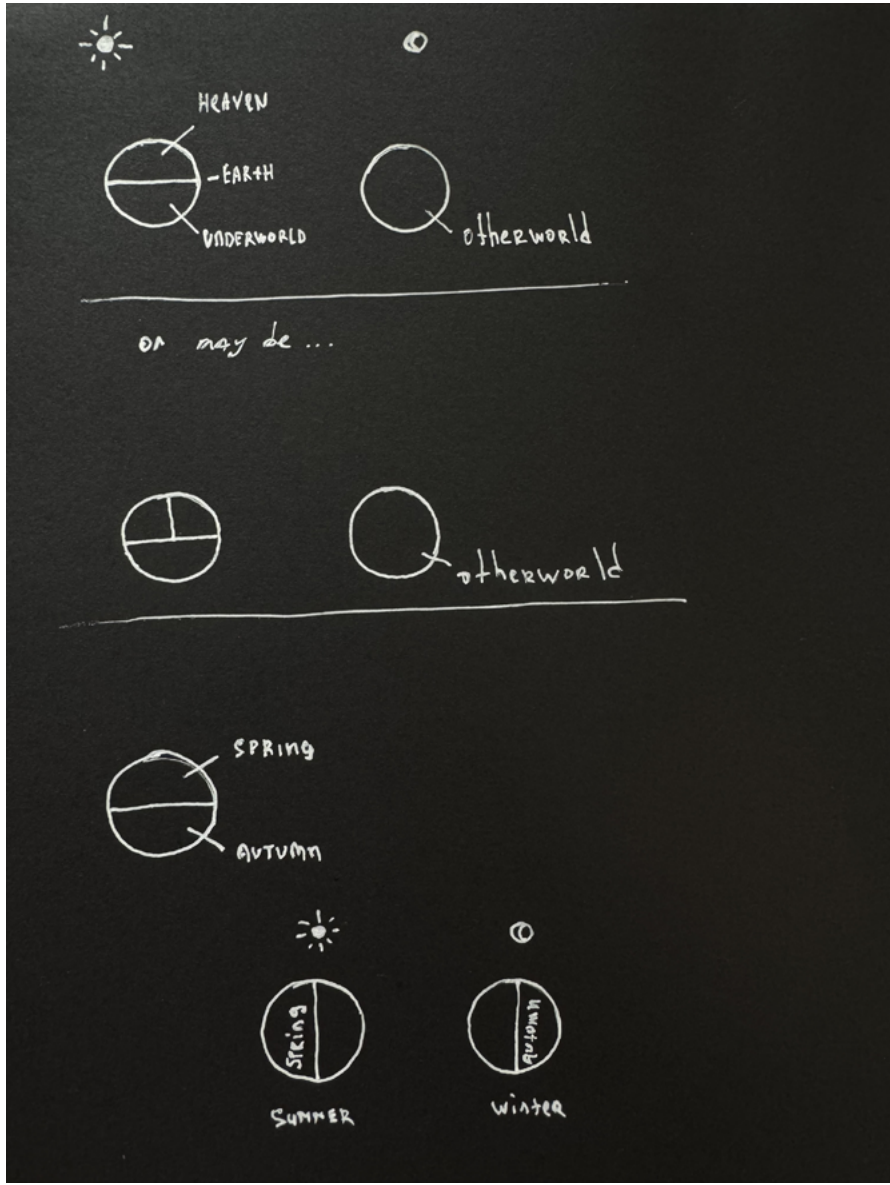 HEAVEN
EARTH
UNDERWORLD
otherworld
or may be ...
otherworld
SPRING
AUTUMN
SPRING
AUTUMN
SUMMER
winter